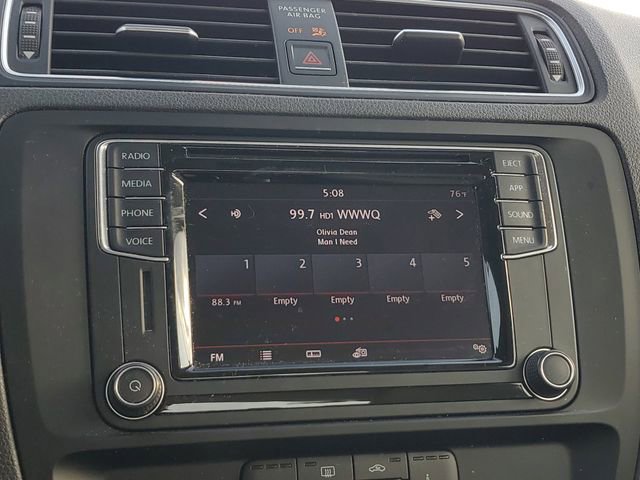 PASSENGER
AIR BAG
OFF
RADIO
MEDIA
PHONE
VOICE
EJECT
APP
SOUND
MENU
5:08
76°F
< HD 99.7 HD1 WWWQ >
Olivia Dean
Man I Need
1 2 3 4 5
88.3 FM Empty Empty Empty Empty
FM